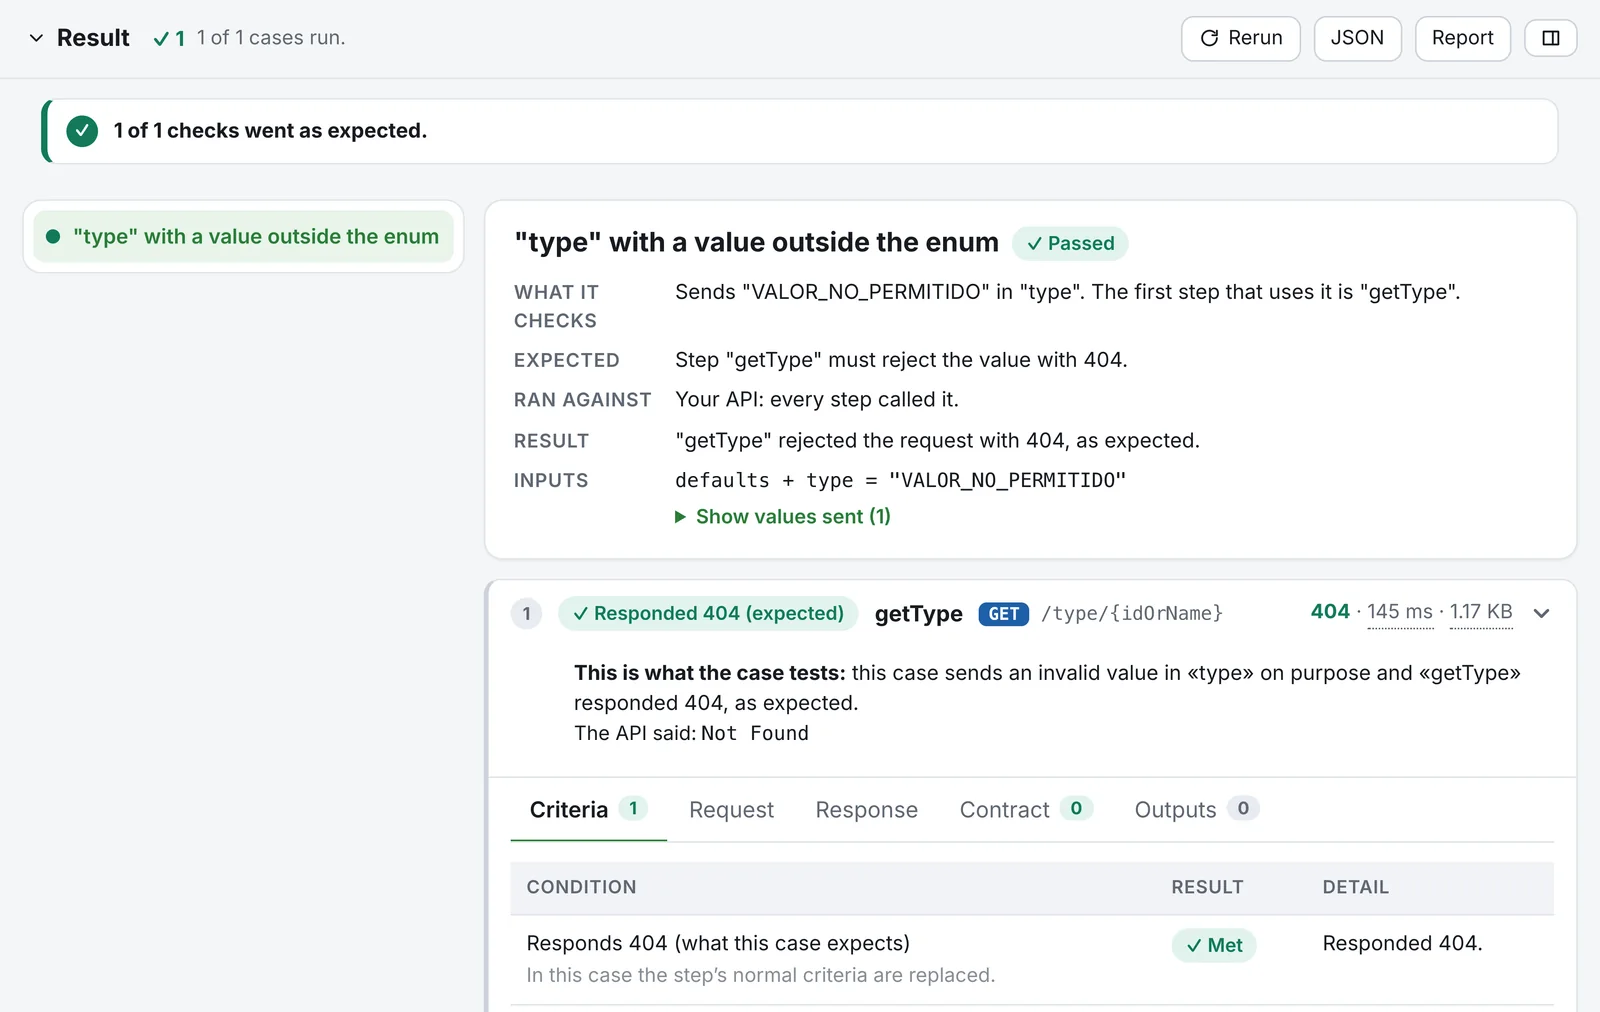 Result ✓ 1 1 of 1 cases run. Rerun JSON Report
1 of 1 checks went as expected.
"type" with a value outside the enum
"type" with a value outside the enum ✓ Passed
WHAT IT CHECKS Sends "VALOR_NO_PERMITIDO" in "type". The first step that uses it is "getType".
EXPECTED Step "getType" must reject the value with 404.
RAN AGAINST Your API: every step called it.
RESULT "getType" rejected the request with 404, as expected.
INPUTS defaults + type = "VALOR_NO_PERMITIDO"
▶ Show values sent (1)
1 ✓ Responded 404 (expected) getType GET /type/{idOrName} 404 · 145 ms · 1.17 KB
This is what the case tests: this case sends an invalid value in «type» on purpose and «getType»
responded 404, as expected.
The API said: Not Found
Criteria 1 Request Response Contract 0 Outputs 0
CONDITION RESULT DETAIL
Responds 404 (what this case expects) ✓ Met Responded 404.
In this case the step’s normal criteria are replaced.